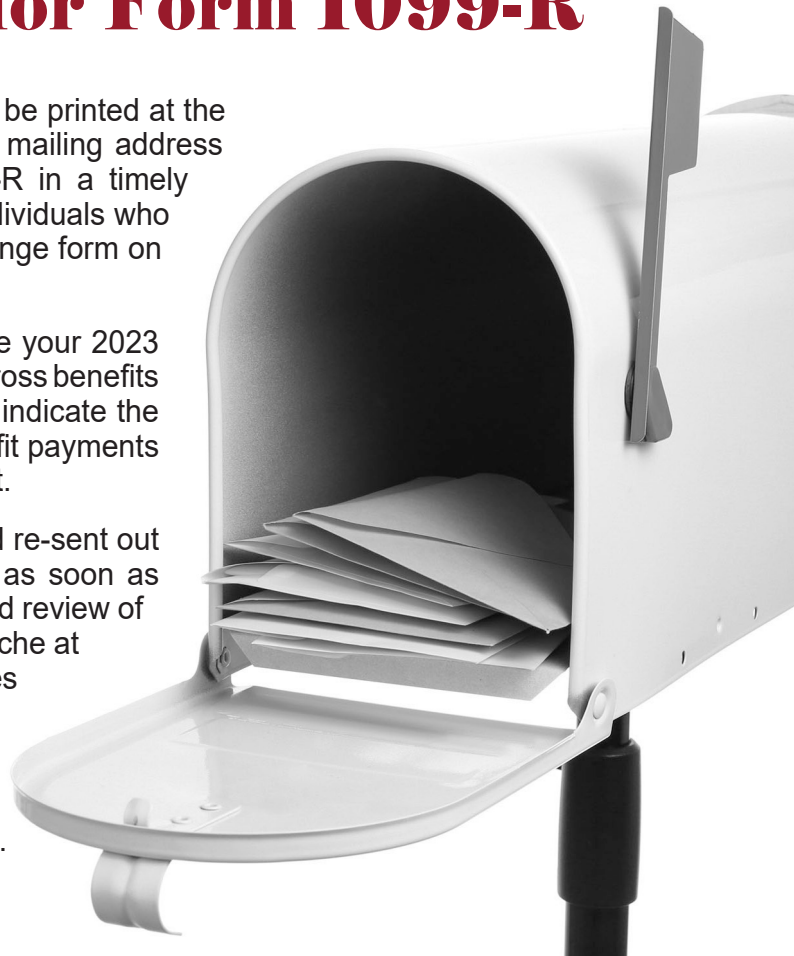 for Form 1099-R
be printed at the
mailing address
-R in a timely
dividuals who
nge form on
e your 2023
ross benefits
indicate the
fit payments
t.
d re-sent out
as soon as
d review of
che at
es
.